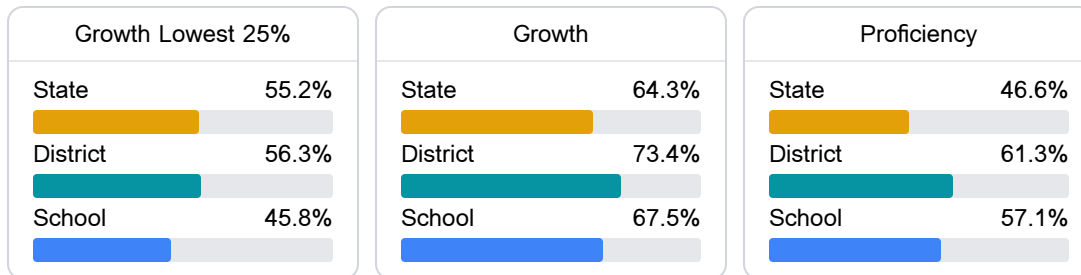 Growth Lowest 25%
State 55.2%
District 56.3%
School 45.8%
Growth
State 64.3%
District 73.4%
School 67.5%
Proficiency
State 46.6%
District 61.3%
School 57.1%